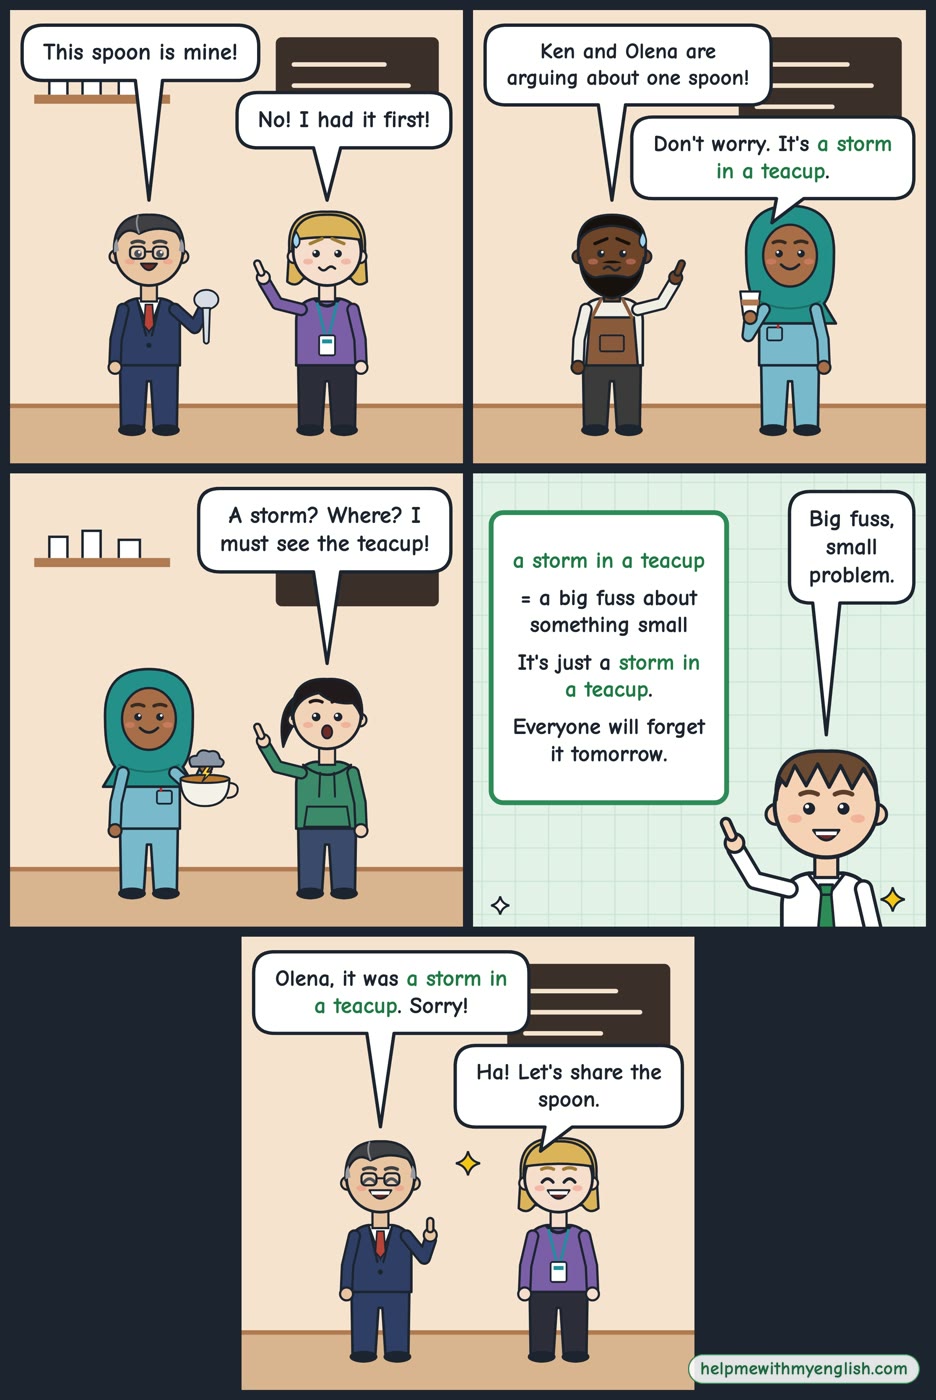 This spoon is mine!
No! I had it first!
Ken and Olena are
arguing about one spoon!
Don't worry. It's a storm
in a teacup.
A storm? Where? I
must see the teacup!
a storm in a teacup
= a big fuss about
something small
It's just a storm in
a teacup.
Everyone will forget
it tomorrow.
Big fuss,
small
problem.
Olena, it was a storm in
a teacup. Sorry!
Ha! Let's share the
spoon.
helpmewithmyenglish.com